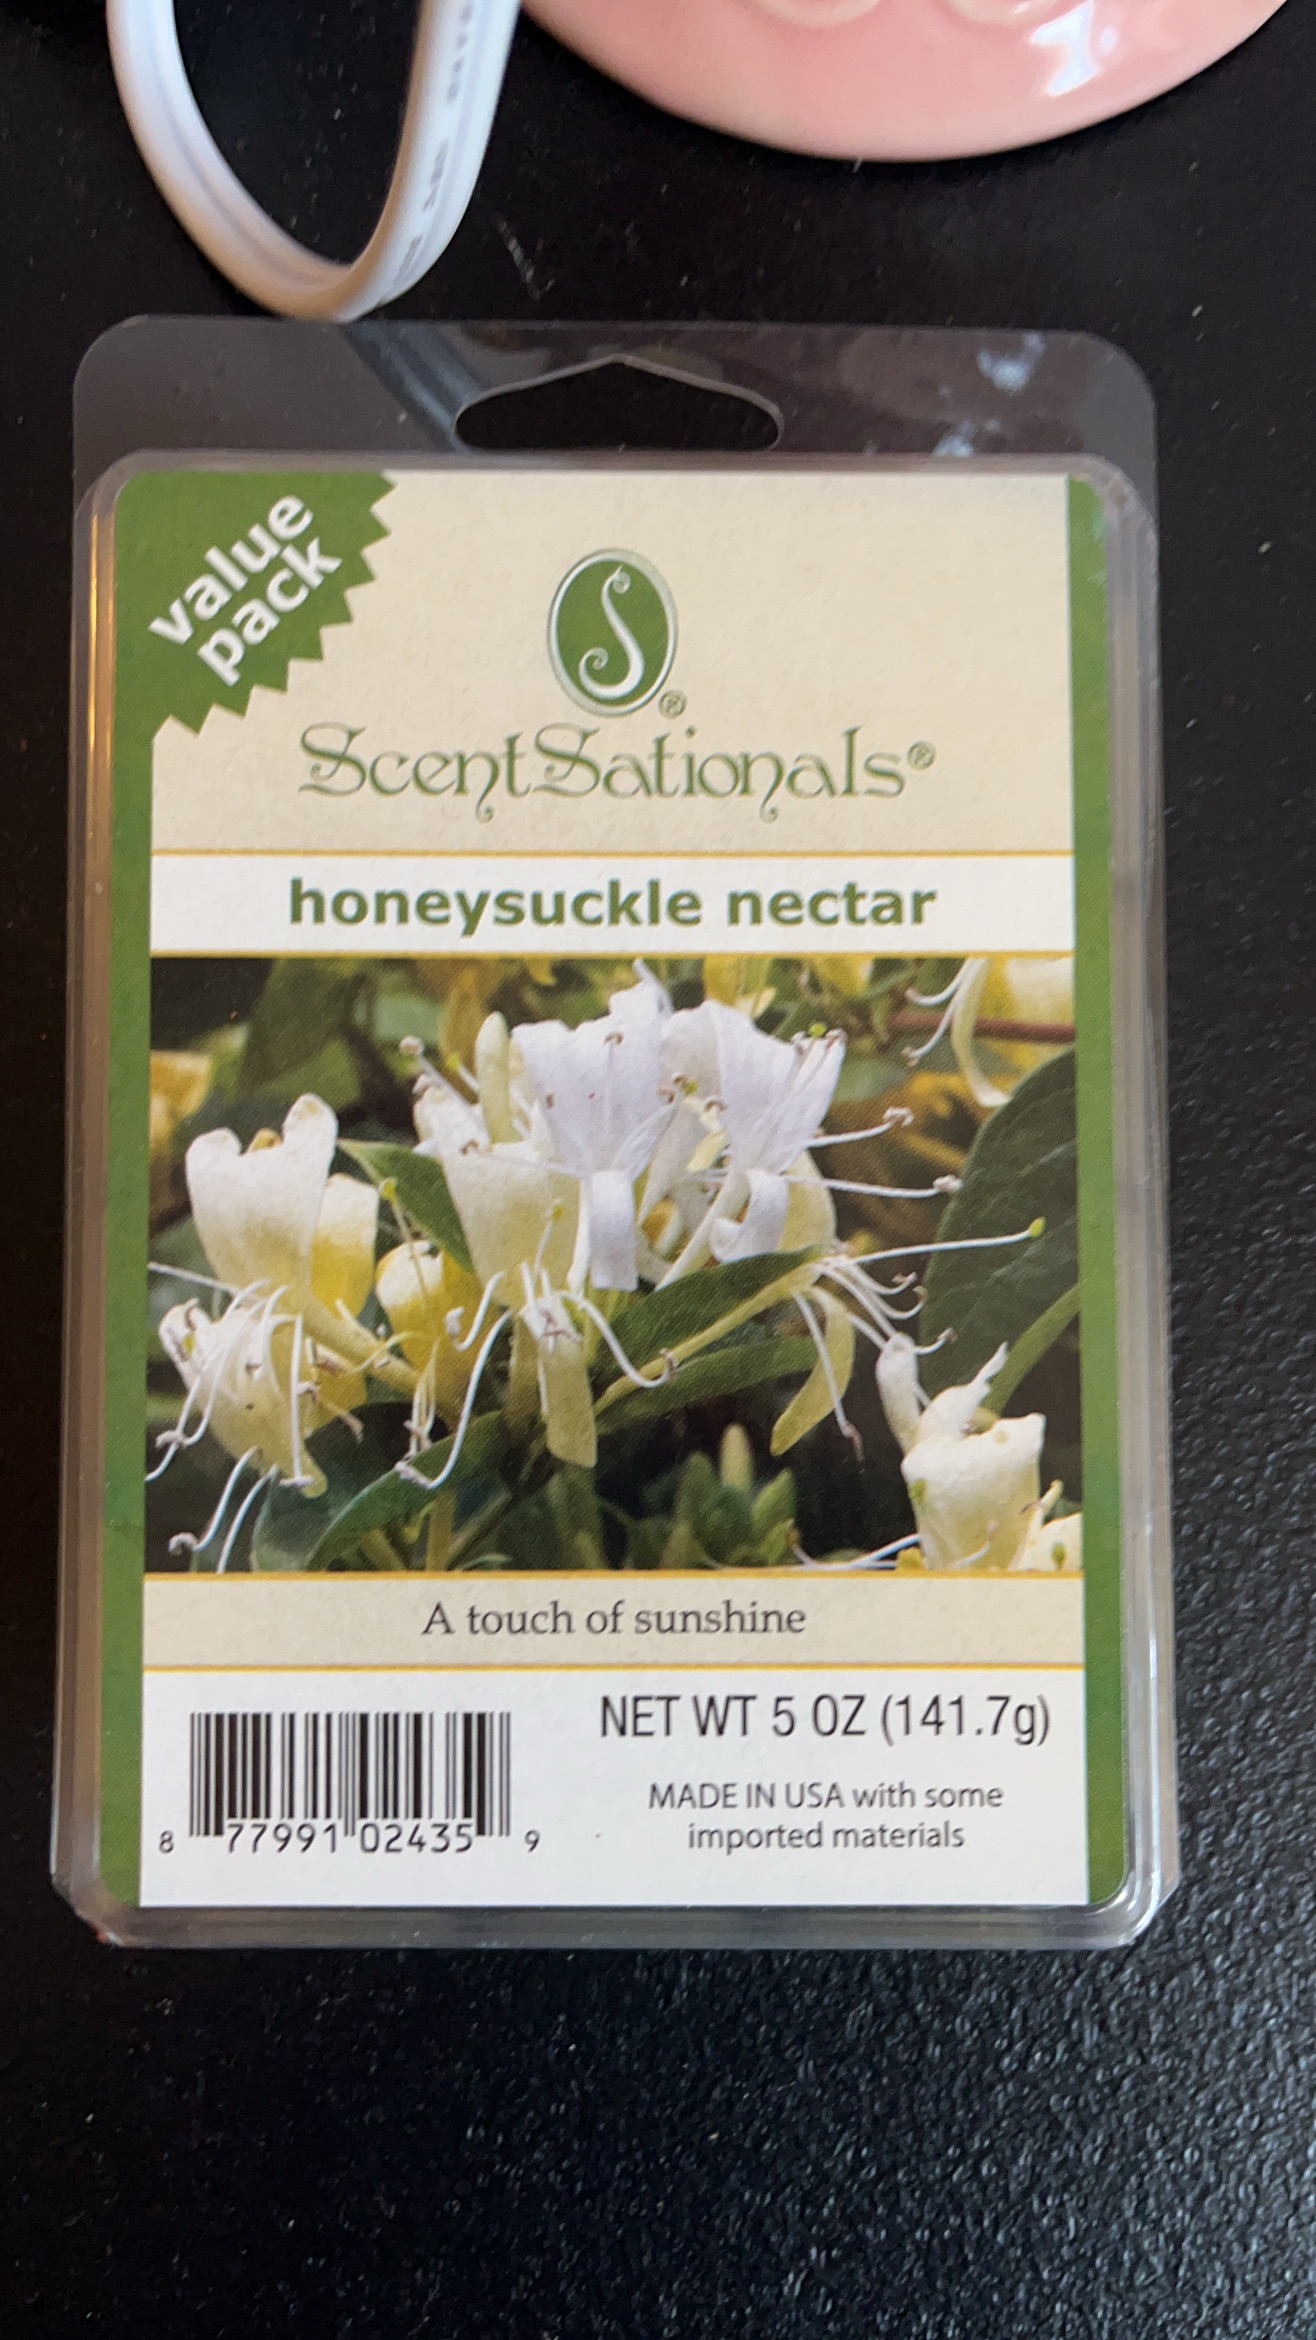 value
pack
S®
ScentSationals®
honeysuckle nectar
A touch of sunshine
NET WT 5 OZ (141.7g)
MADE IN USA with some
imported materials
8 77991 02435 9